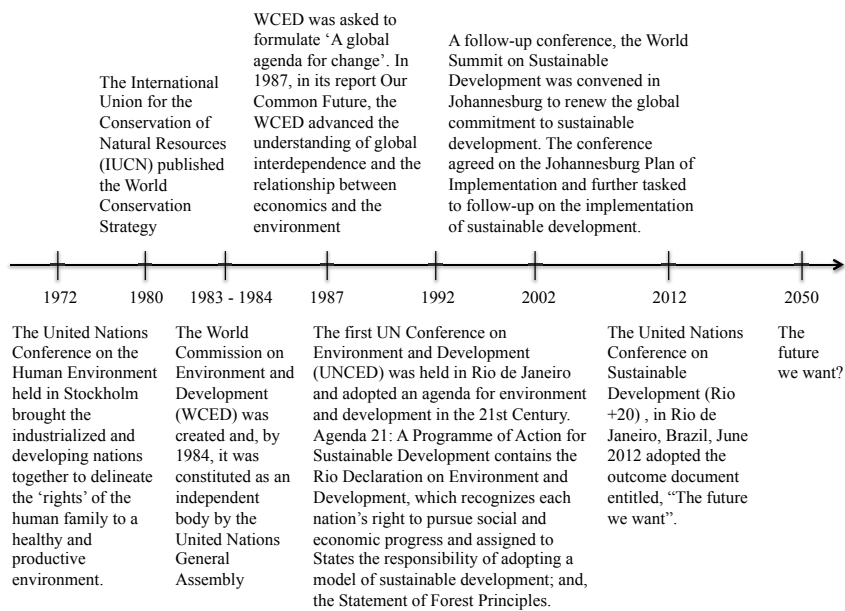 The International
Union for the
Conservation of
Natural Resources
(IUCN) published
the World
Conservation
Strategy
WCED was asked to
formulate ‘A global
agenda for change’. In
1987, in its report Our
Common Future, the
WCED advanced the
understanding of global
interdependence and the
relationship between
economics and the
environment
A follow-up conference, the World
Summit on Sustainable
Development was convened in
Johannesburg to renew the global
commitment to sustainable
development. The conference
agreed on the Johannesburg Plan of
Implementation and further tasked
to follow-up on the implementation
of sustainable development.
1972
1980
1983 - 1984
1987
1992
2002
2012
2050
The United Nations
Conference on the
Human Environment
held in Stockholm
brought the
industrialized and
developing nations
together to delineate
the ‘rights’ of the
human family to a
healthy and
productive
environment.
The World
Commission on
Environment and
Development
(WCED) was
created and, by
1984, it was
constituted as an
independent
body by the
United Nations
General
Assembly
The first UN Conference on
Environment and Development
(UNCED) was held in Rio de Janeiro
and adopted an agenda for environment
and development in the 21st Century.
Agenda 21: A Programme of Action for
Sustainable Development contains the
Rio Declaration on Environment and
Development, which recognizes each
nation’s right to pursue social and
economic progress and assigned to
States the responsibility of adopting a
model of sustainable development; and,
the Statement of Forest Principles.
The United Nations
Conference on
Sustainable
Development (Rio
+20) , in Rio de
Janeiro, Brazil, June
2012 adopted the
outcome document
entitled, “The future
we want”.
The
future
we want?